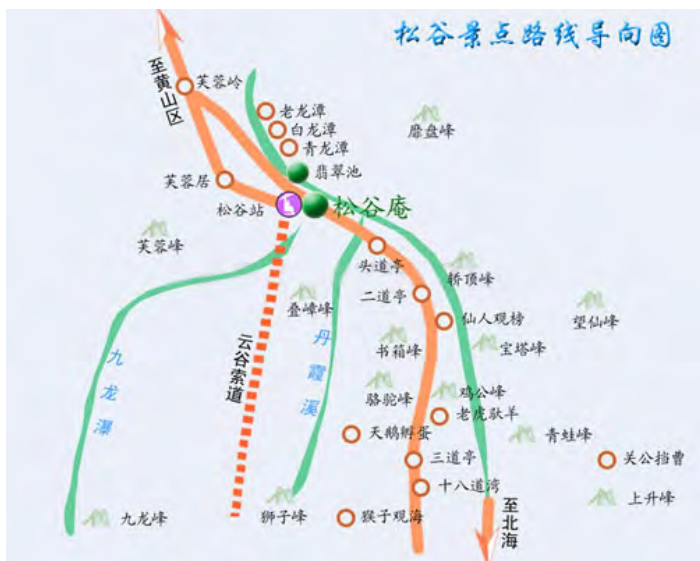 松谷景点路线导向图
至黄山区
芙蓉岭
老龙潭
白龙潭
青龙潭
翡翠池
靡盘峰
芙蓉居
松谷站
松谷庵
芙蓉峰
头道亭
轿顶峰
叠嶂峰
二道亭
仙人观榜
望仙峰
九龙瀑
云谷索道
丹霞溪
书箱峰
宝塔峰
骆驼峰
鸡公峰
老虎驮羊
天鹅孵蛋
青蛙峰
三道亭
关公挡曹
十八道湾
上升峰
至北海
九龙峰
狮子峰
猴子观海